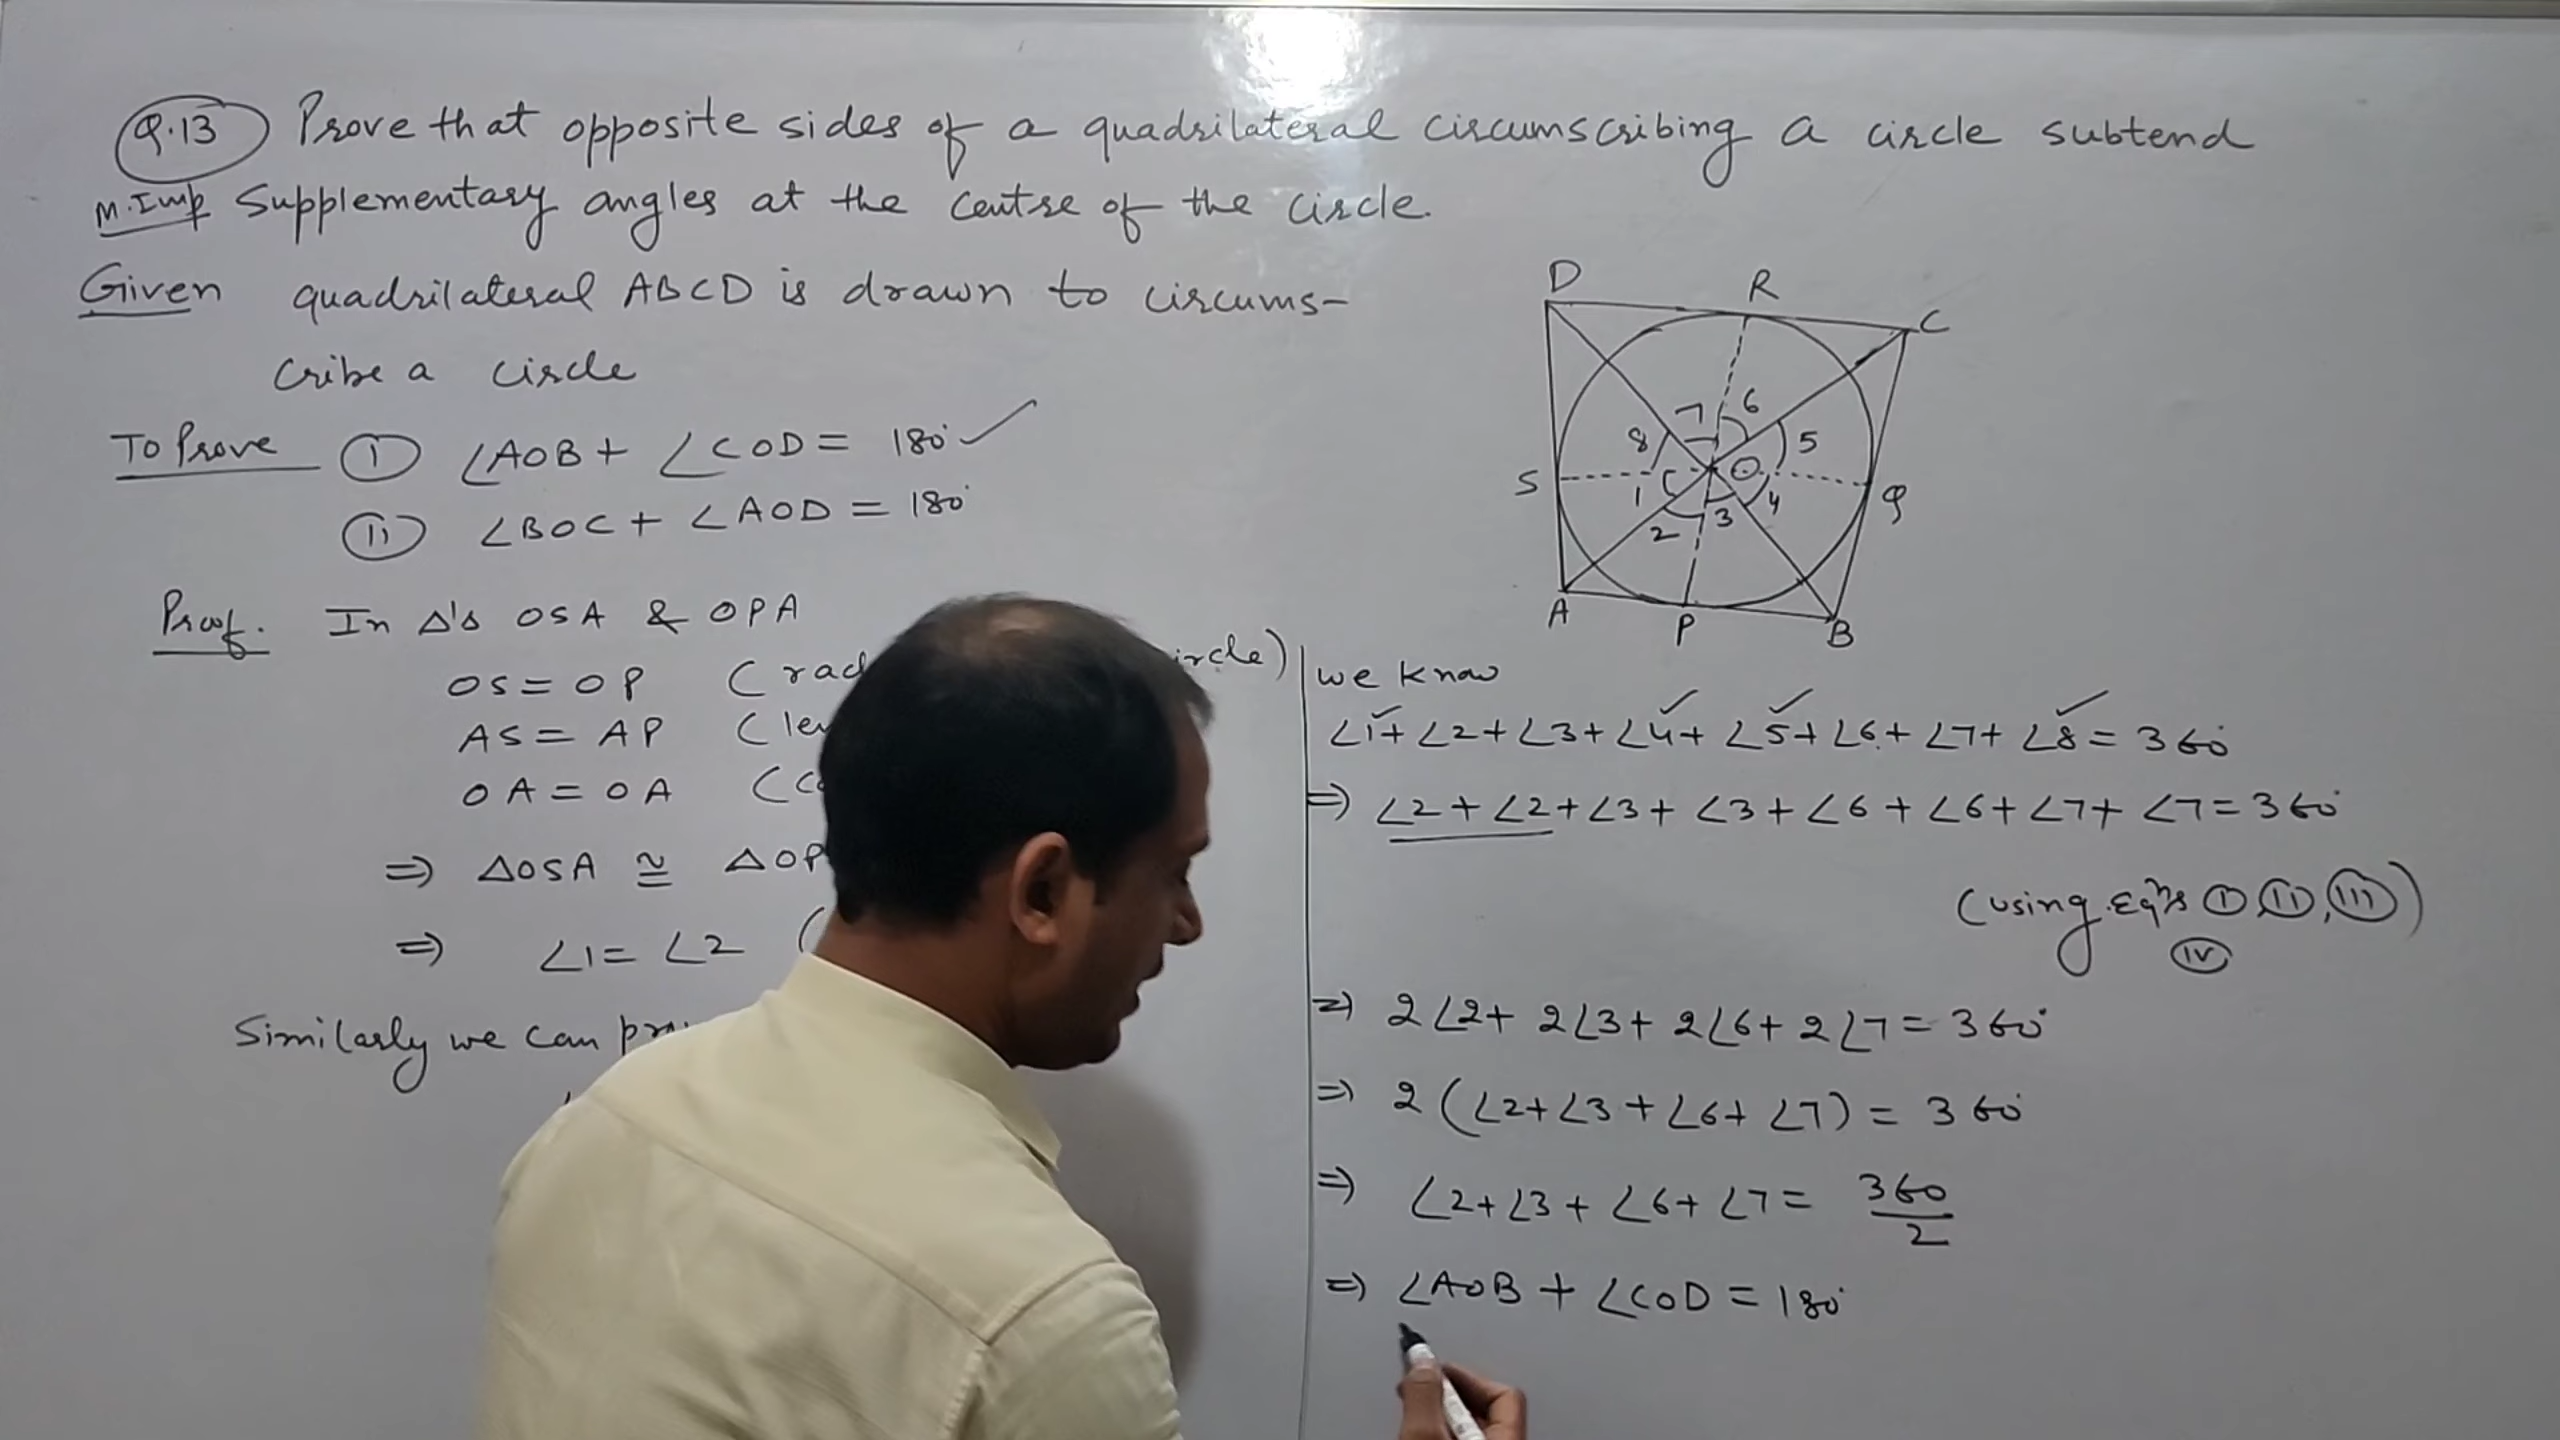 Q.13 Prove that opposite sides of a quadrilateral circumscribing a circle subtend
M.Imp Supplementary angles at the centre of the circle.
Given quadrilateral ABCD is drawn to circums-
cribe a circle
To Prove (i) ∠AOB + ∠COD = 180° ✓
(ii) ∠BOC + ∠AOD = 180°
Proof. In Δ's OSA & OPA
OS = OP (
AS = AP (
OA = OA (
⇒ ΔOSA ≅ ΔOP
⇒ ∠1 = ∠2 (
Similarly we can
D R C
7 6
8 5
S O Q
1 4
2 3
A P B
we know
∠1 + ∠2 + ∠3 + ∠4 + ∠5 + ∠6 + ∠7 + ∠8 = 360°
⇒ ∠2 + ∠2 + ∠3 + ∠3 + ∠6 + ∠6 + ∠7 + ∠7 = 360°
(using Eqns (i) (ii), (iii))
(iv)
⇒ 2∠2 + 2∠3 + 2∠6 + 2∠7 = 360°
⇒ 2(∠2 + ∠3 + ∠6 + ∠7) = 360°
⇒ ∠2 + ∠3 + ∠6 + ∠7 = 360/2
⇒ ∠AOB + ∠COD = 180°